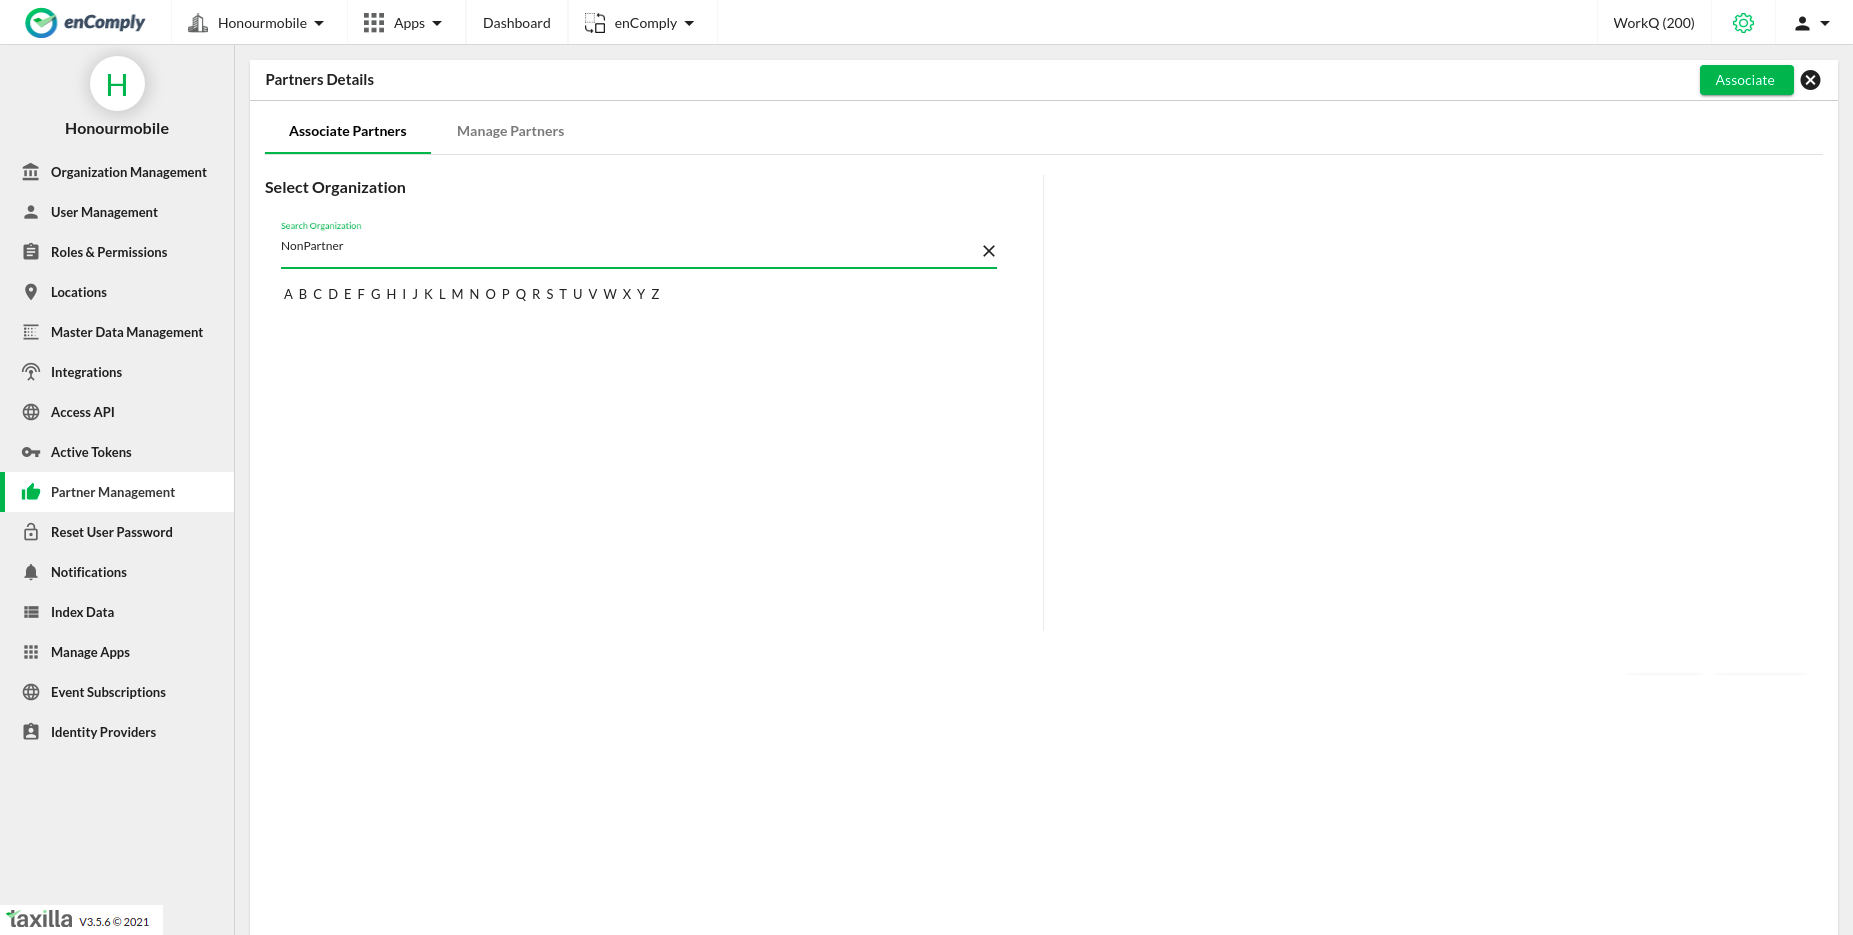 enComply
Honourmobile
Apps
Dashboard
enComply
WorkQ (200)
H
Honourmobile
Organization Management
User Management
Roles & Permissions
Locations
Master Data Management
Integrations
Access API
Active Tokens
Partner Management
Reset User Password
Notifications
Index Data
Manage Apps
Event Subscriptions
Identity Providers
taxilla V3.5.6 © 2021
Partners Details
Associate
Associate Partners
Manage Partners
Select Organization
Search Organization
NonPartner
A B C D E F G H I J K L M N O P Q R S T U V W X Y Z